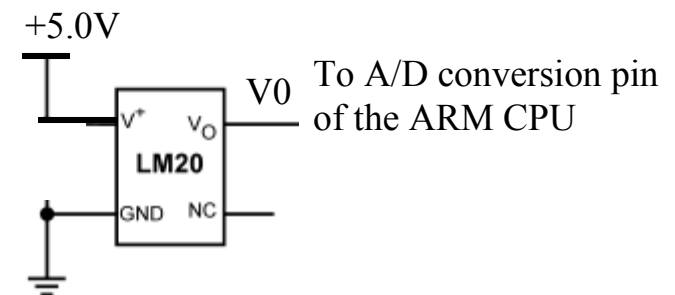 +5.0V
V0 To A/D conversion pin
of the ARM CPU
V+ VO
LM20
GND NC